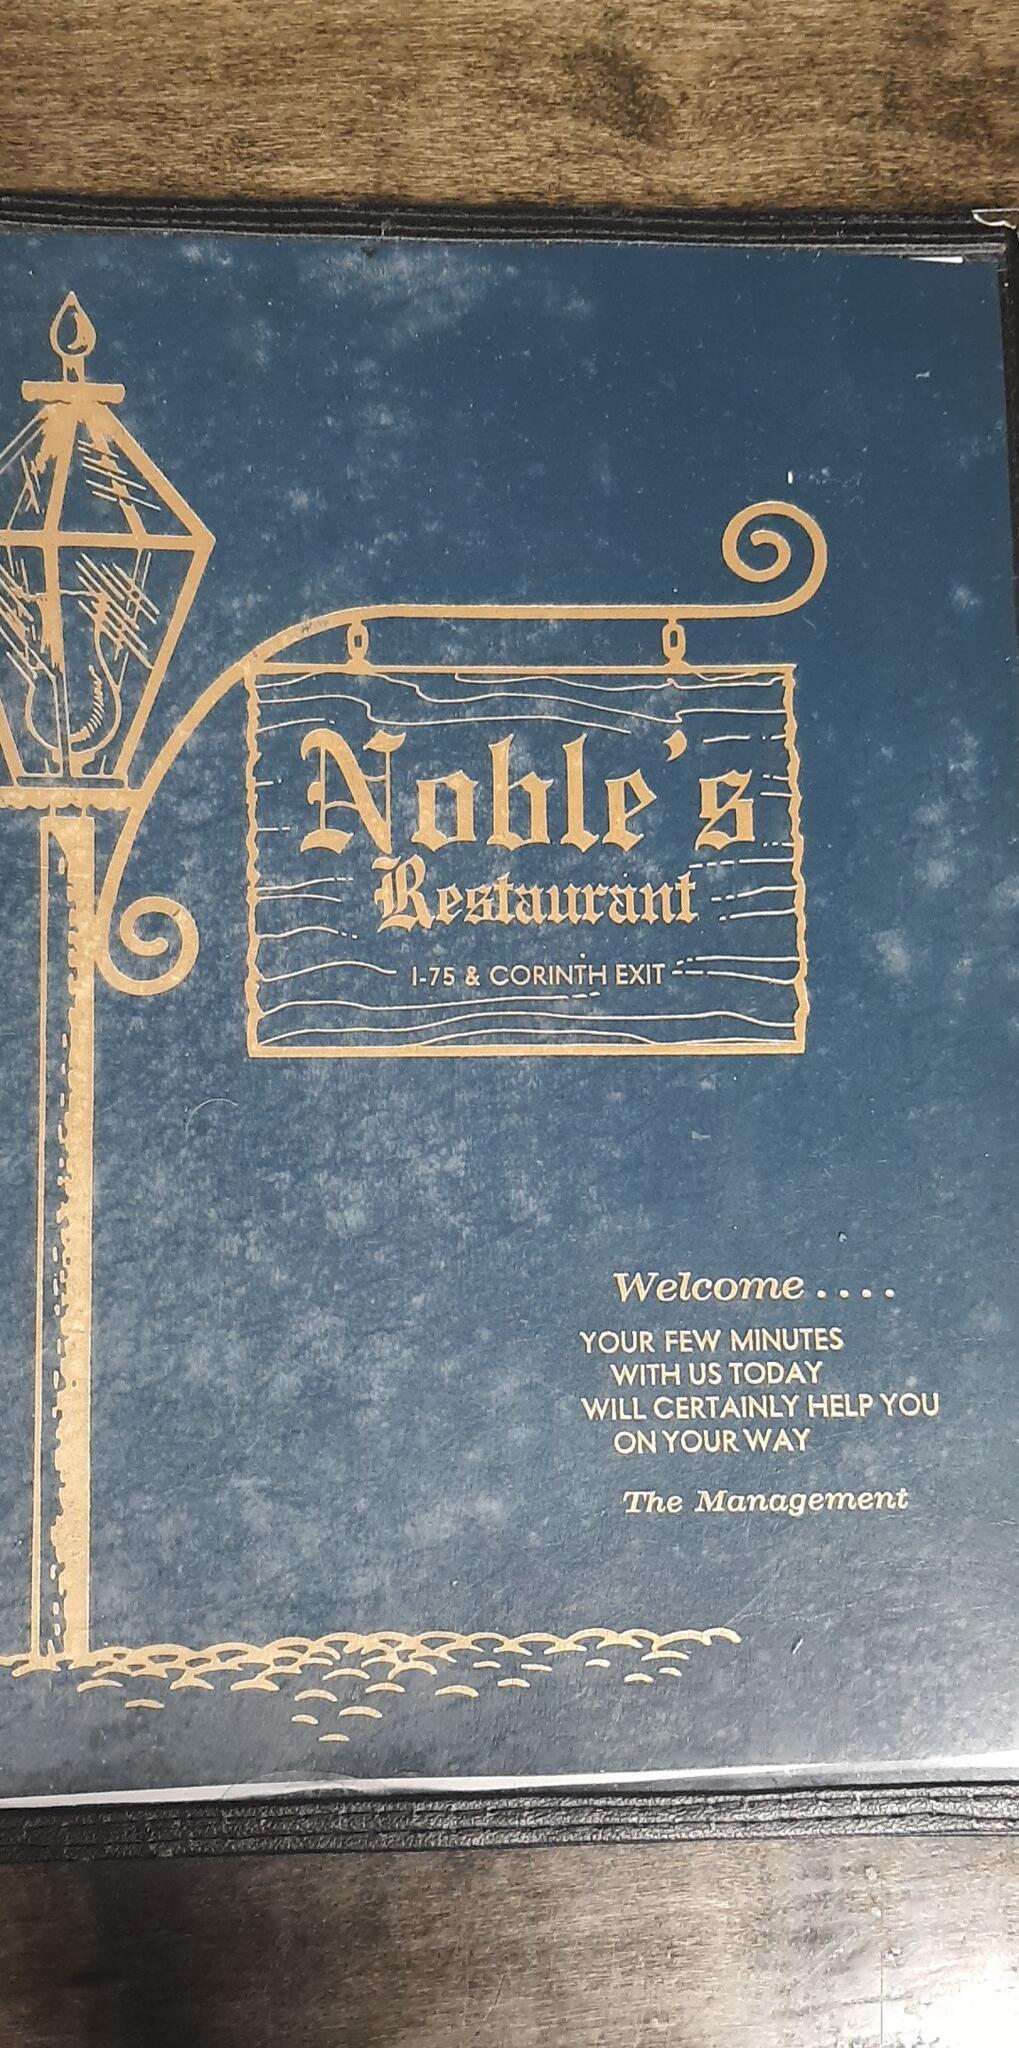 Noble's
Restaurant
I-75 & CORINTH EXIT
Welcome . . . .
YOUR FEW MINUTES
WITH US TODAY
WILL CERTAINLY HELP YOU
ON YOUR WAY
The Management